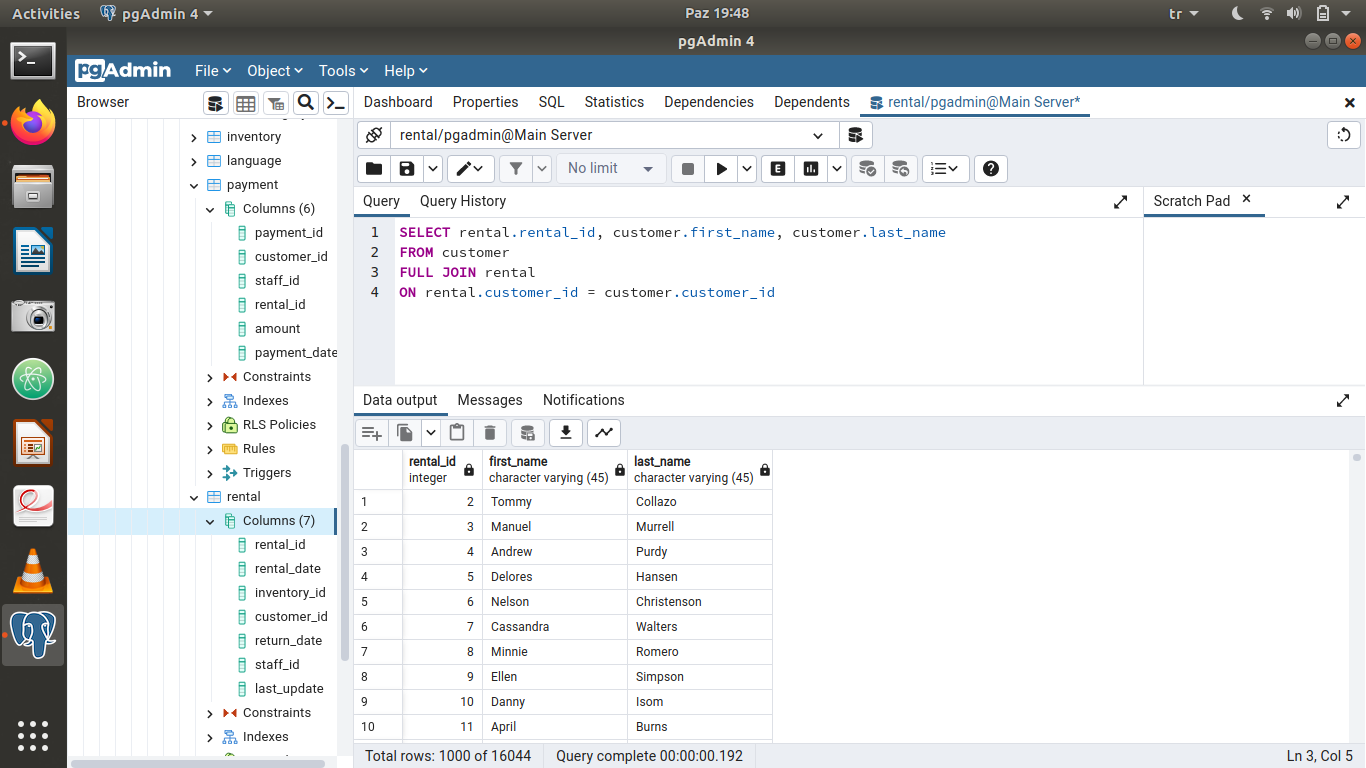 Activities pgAdmin 4 Paz 19:48 tr
pgAdmin 4
pgAdmin File Object Tools Help
Browser
Dashboard Properties SQL Statistics Dependencies Dependents rental/pgadmin@Main Server*
rental/pgadmin@Main Server
No limit E
Query Query History
Scratch Pad
1 SELECT rental.rental_id, customer.first_name, customer.last_name
2 FROM customer
3 FULL JOIN rental
4 ON rental.customer_id = customer.customer_id
inventory
language
payment
Columns (6)
payment_id
customer_id
staff_id
rental_id
amount
payment_date
Constraints
Indexes
RLS Policies
Rules
Triggers
rental
Columns (7)
rental_id
rental_date
inventory_id
customer_id
return_date
staff_id
last_update
Constraints
Indexes
Data output Messages Notifications
rental_id first_name last_name
integer character varying (45) character varying (45)
1 2 Tommy Collazo
2 3 Manuel Murrell
3 4 Andrew Purdy
4 5 Delores Hansen
5 6 Nelson Christenson
6 7 Cassandra Walters
7 8 Minnie Romero
8 9 Ellen Simpson
9 10 Danny Isom
10 11 April Burns
Total rows: 1000 of 16044 Query complete 00:00:00.192 Ln 3, Col 5